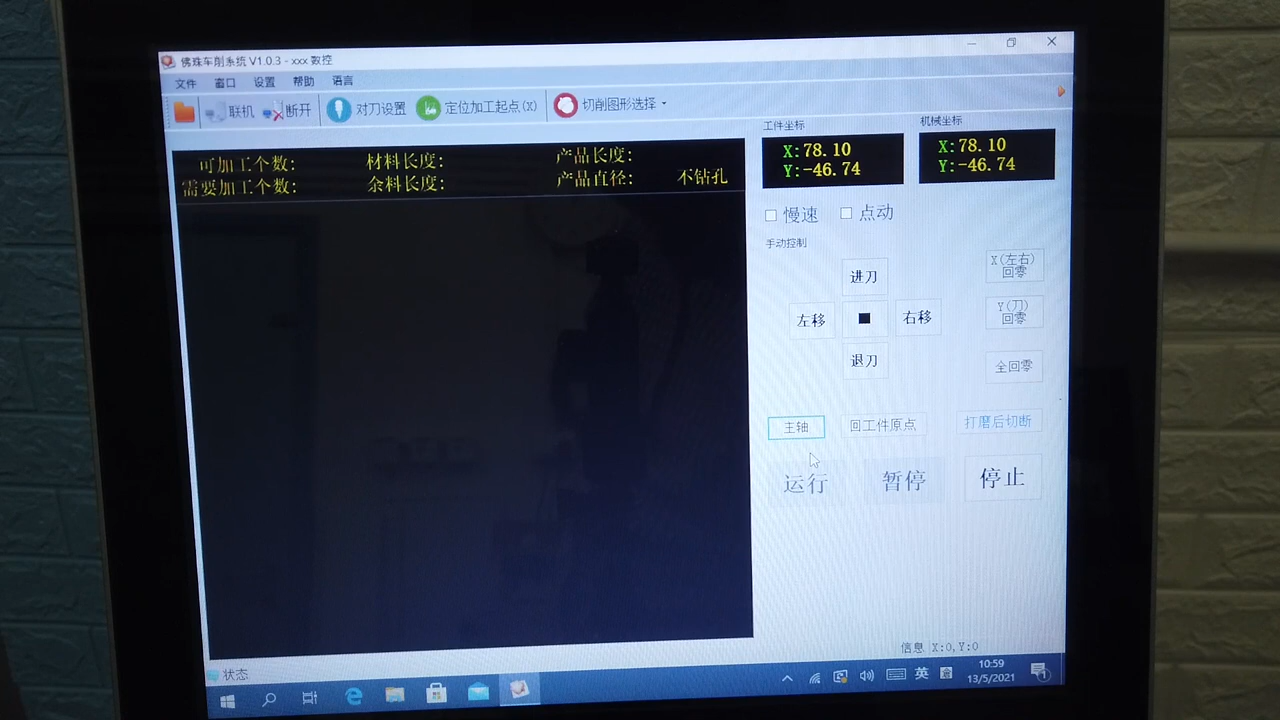 佛珠车削系统 V1.0.3 - xxx 数控
文件 窗口 设置 帮助 语言
联机 断开 对刀设置 定位加工起点(X) 切削图形选择
可加工个数: 材料长度: 产品长度:
需要加工个数: 余料长度: 产品直径: 不钻孔
工件坐标 机械坐标
X:78.10 X:78.10
Y:-46.74 Y:-46.74
慢速 点动
手动控制
进刀
左移 右移
退刀
X(左右)
回零
Y(刀)
回零
全回零
主轴 回工件原点 打磨后切断
运行 暂停 停止
信息 X:0,Y:0
状态
英
10:59
13/5/2021
1